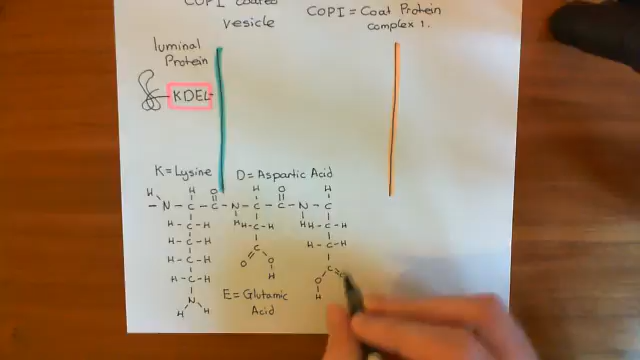 COPI coated
vesicle
COPI = Coat Protein
Complex 1.
luminal
Protein
KDEL
K = Lysine
D = Aspartic Acid
H O H O H
- N - C - C - N - C - C - N - C
H H-C-H H H-C-H H H-C-H
H-C-H C H-C-H
H-C-H O O C
H-C-H H O O
N H
H H
E = Glutamic
Acid